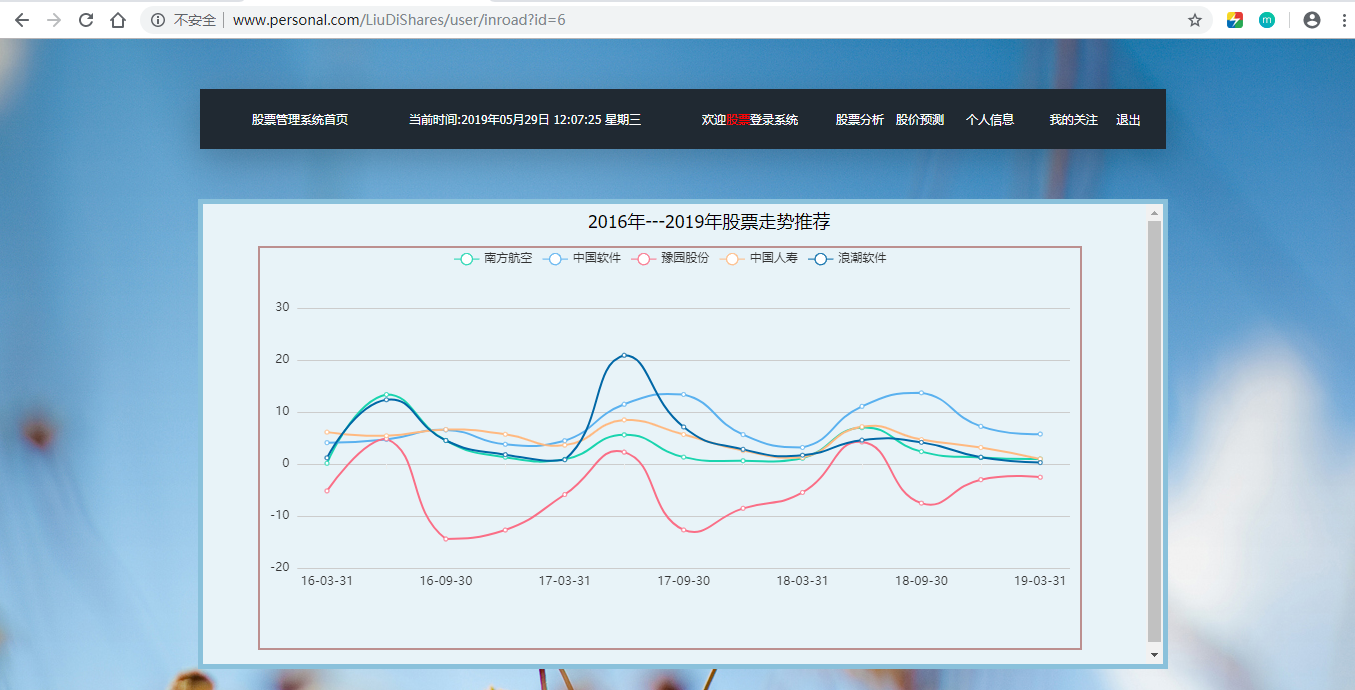 不安全 www.personal.com/LiuDiShares/user/inroad?id=6
股票管理系统首页 当前时间:2019年05月29日 12:07:25 星期三 欢迎股票登录系统 股票分析 股价预测 个人信息 我的关注 退出
2016年---2019年股票走势推荐
南方航空 中国软件 豫园股份 中国人寿 浪潮软件
30
20
10
0
-10
-20
16-03-31 16-09-30 17-03-31 17-09-30 18-03-31 18-09-30 19-03-31